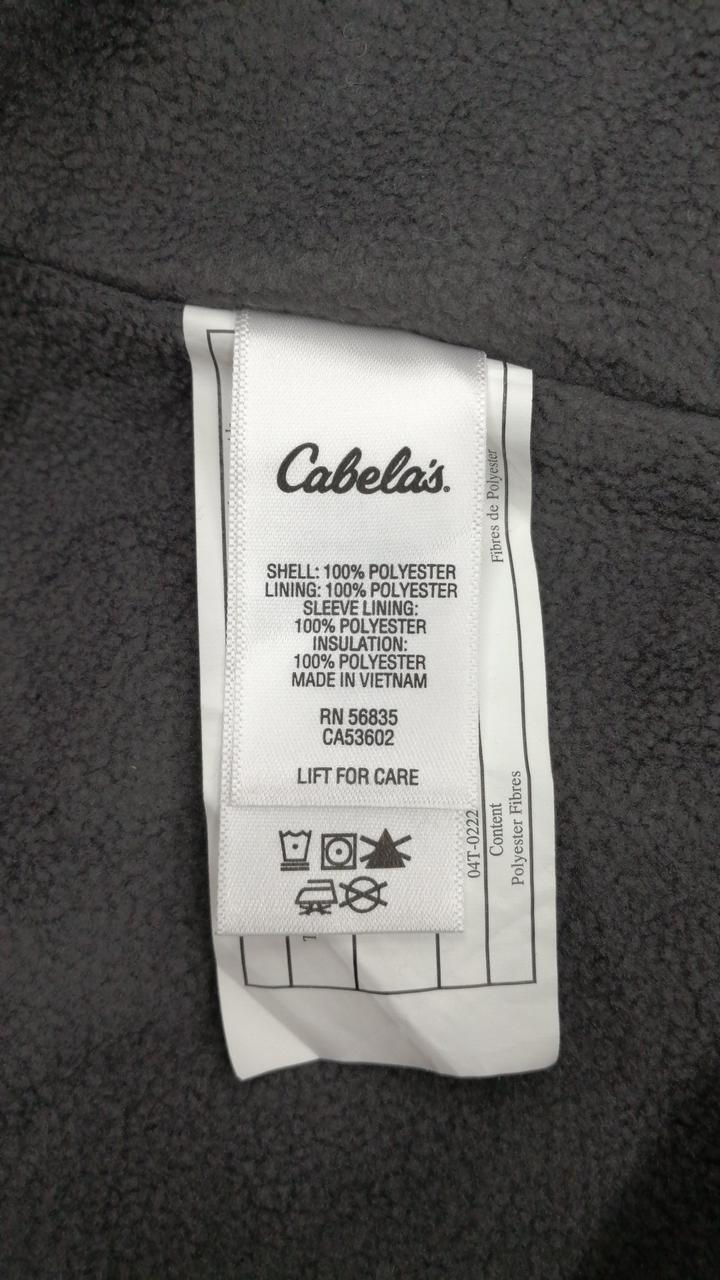 Cabela's.
SHELL: 100% POLYESTER
LINING: 100% POLYESTER
SLEEVE LINING:
100% POLYESTER
INSULATION:
100% POLYESTER
MADE IN VIETNAM
RN 56835
CA53602
LIFT FOR CARE
Fibres de Polyester
04T-0222
Content
Polyester Fibres